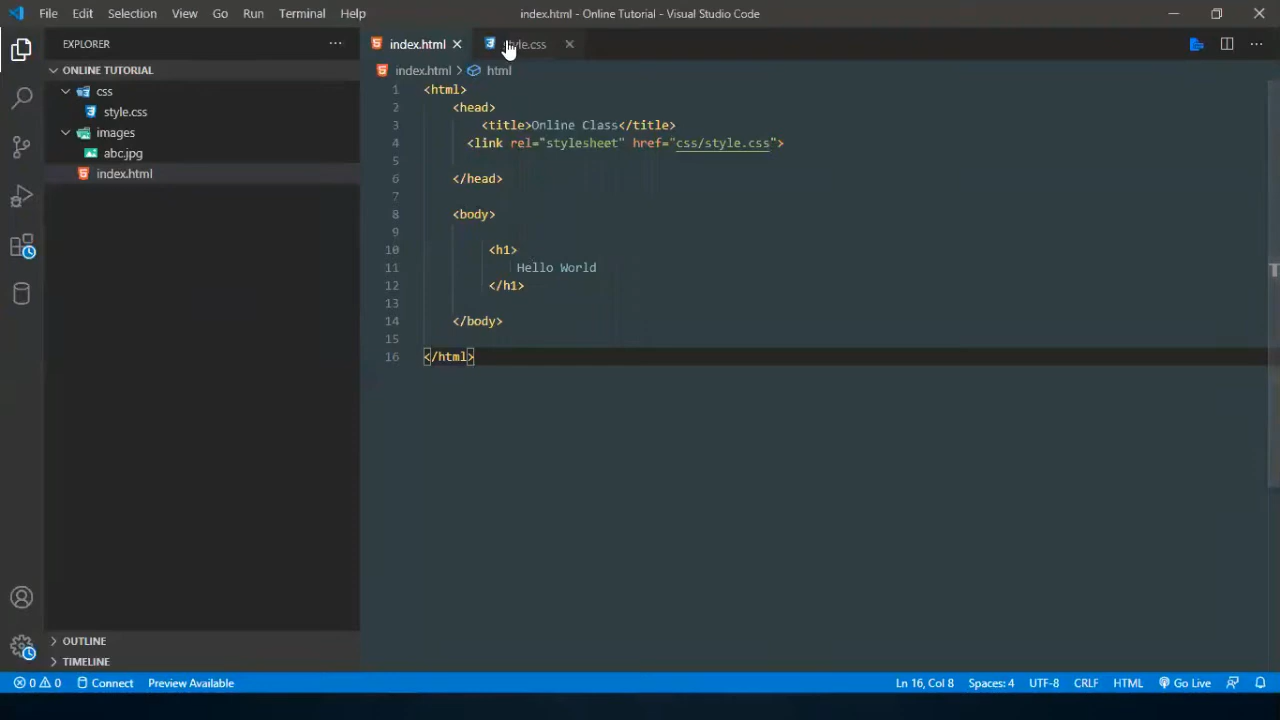 File Edit Selection View Go Run Terminal Help index.html - Online Tutorial - Visual Studio Code
EXPLORER
ONLINE TUTORIAL
css
style.css
images
abc.jpg
index.html
OUTLINE
TIMELINE
index.html style.css
index.html > html
1 <html>
2 <head>
3 <title>Online Class</title>
4 <link rel="stylesheet" href="css/style.css">
5
6 </head>
7
8 <body>
9
10 <h1>
11 Hello World
12 </h1>
13
14 </body>
15
16 </html>
0 0 Connect Preview Available Ln 16, Col 8 Spaces: 4 UTF-8 CRLF HTML Go Live